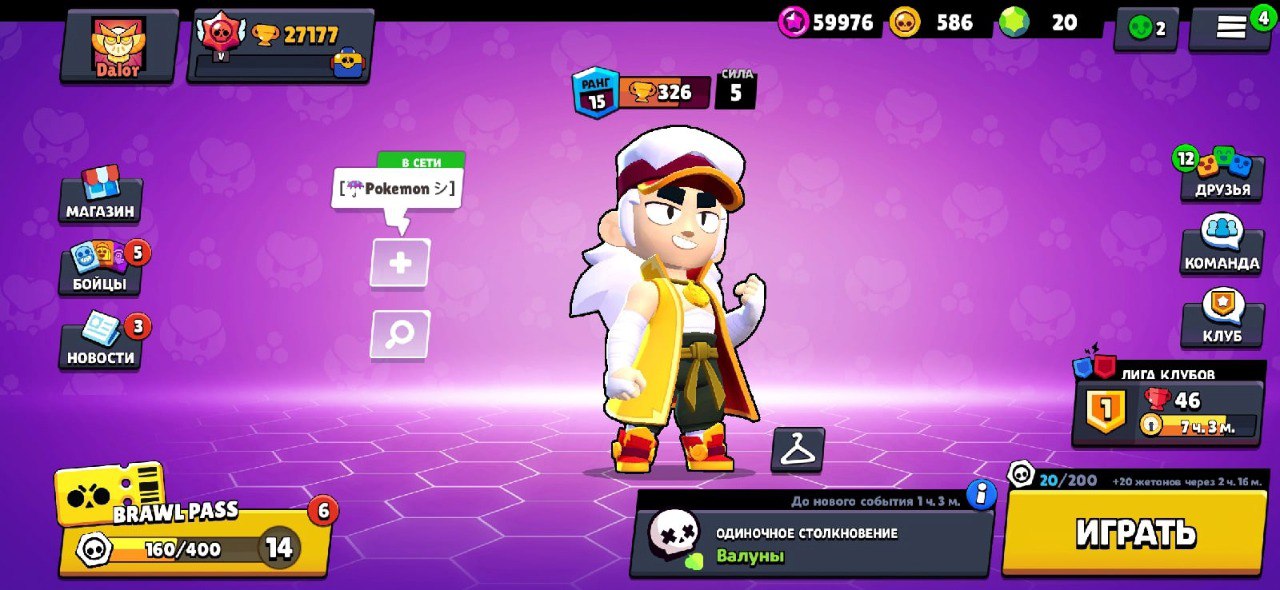 Dalor
V
27177
59976
586
20
2
4
РАНГ
15
326
СИЛА
5
В СЕТИ
[☂Pokemon シ]
МАГАЗИН
5
БОЙЦЫ
3
НОВОСТИ
12
ДРУЗЬЯ
КОМАНДА
КЛУБ
ЛИГА КЛУБОВ
1
46
7 ч. 3 м.
BRAWL PASS
6
160/400
14
До нового события 1 ч. 3 м.
i
ОДИНОЧНОЕ СТОЛКНОВЕНИЕ
Валуны
20/200
+20 жетонов через 2 ч. 16 м.
ИГРАТЬ